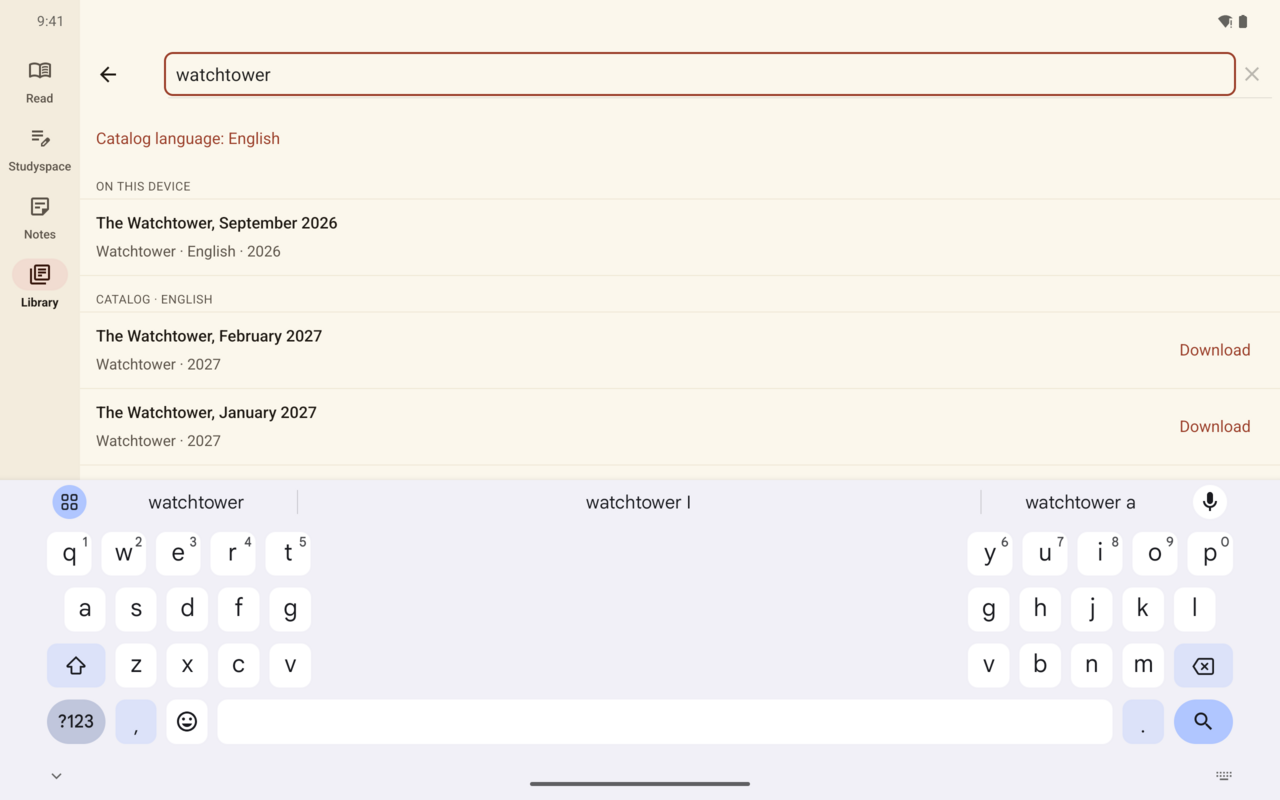 9:41
Read
Studyspace
Notes
Library
watchtower
Catalog language: English
ON THIS DEVICE
The Watchtower, September 2026
Watchtower · English · 2026
CATALOG · ENGLISH
The Watchtower, February 2027
Watchtower · 2027
Download
The Watchtower, January 2027
Watchtower · 2027
Download
watchtower
watchtower I
watchtower a
q1 w2 e3 r4 t5 y6 u7 i8 o9 p0
a s d f g g h j k l
z x c v v b n m
?123 , .